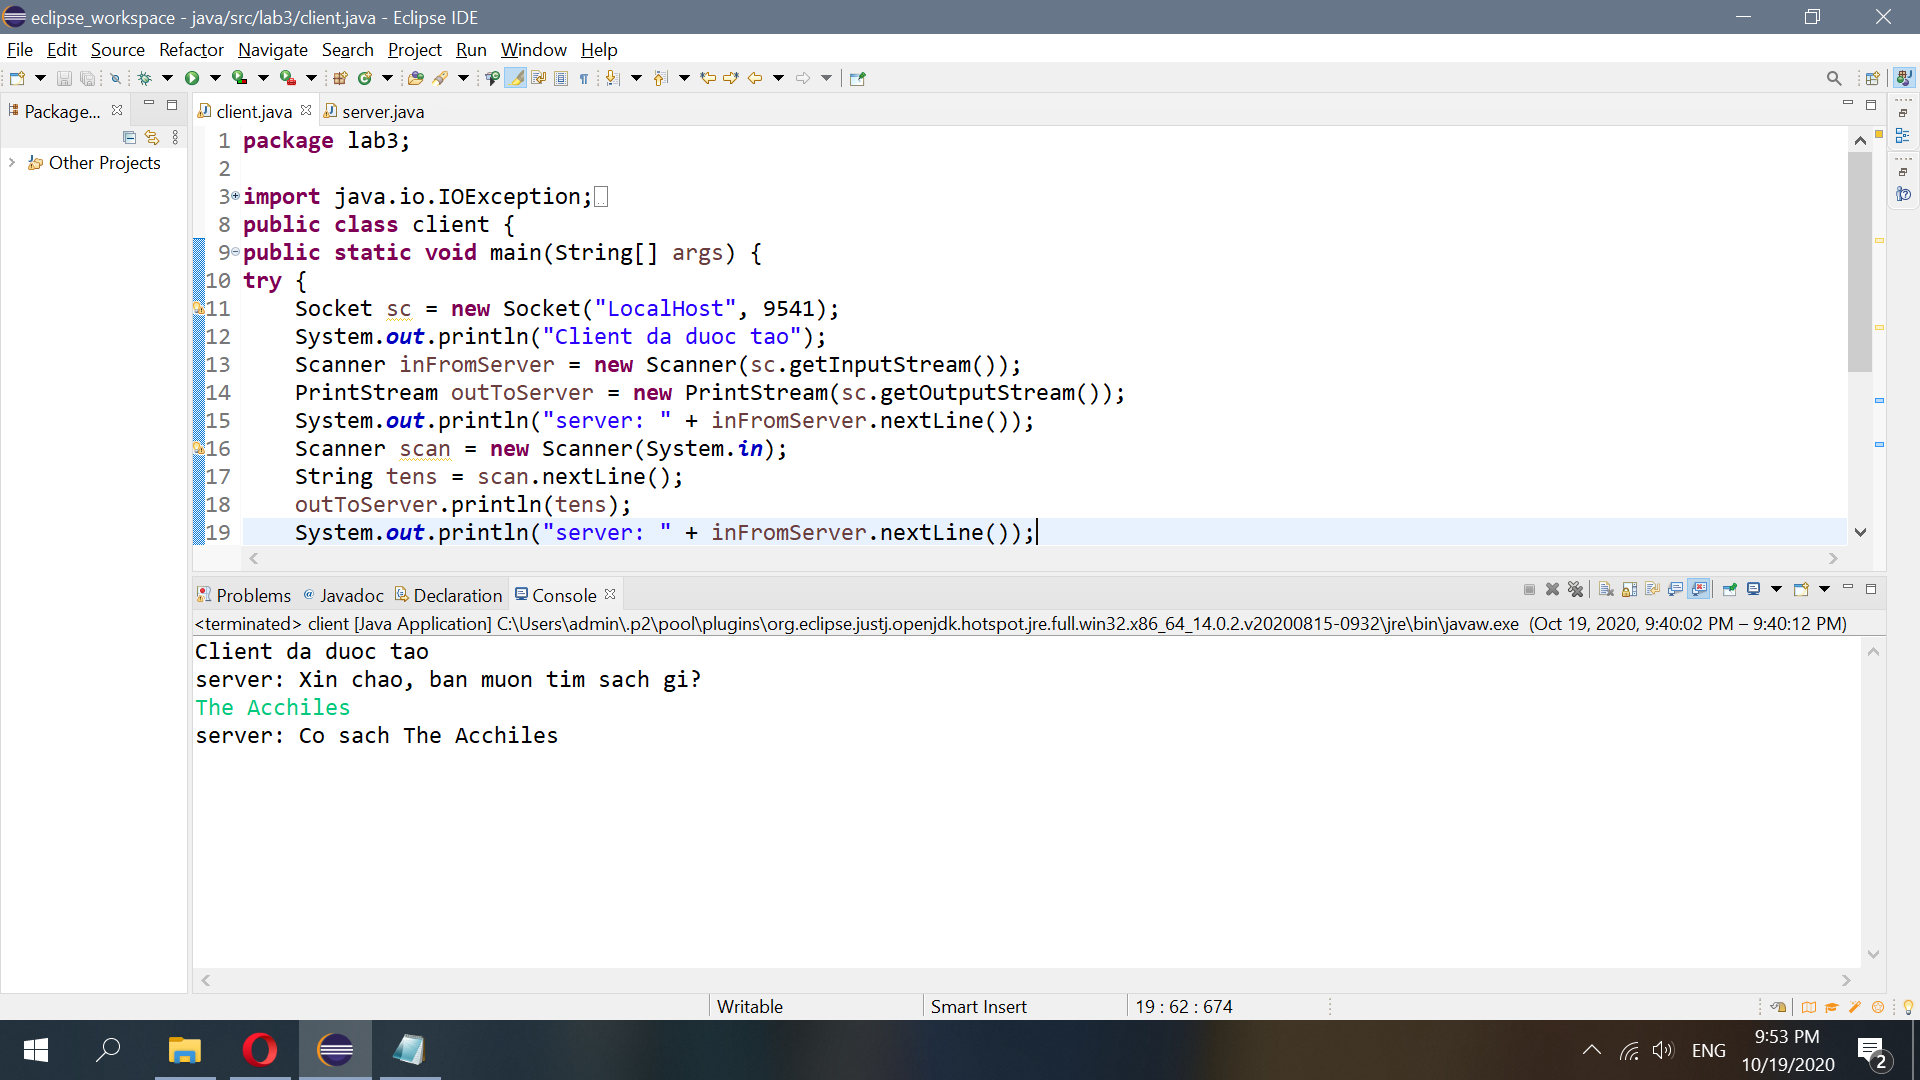 eclipse_workspace - java/src/lab3/client.java - Eclipse IDE
File Edit Source Refactor Navigate Search Project Run Window Help
Package...
client.java
server.java
Other Projects
1 package lab3;
2
3 import java.io.IOException;
8 public class client {
9 public static void main(String[] args) {
10 try {
11 Socket sc = new Socket("LocalHost", 9541);
12 System.out.println("Client da duoc tao");
13 Scanner inFromServer = new Scanner(sc.getInputStream());
14 PrintStream outToServer = new PrintStream(sc.getOutputStream());
15 System.out.println("server: " + inFromServer.nextLine());
16 Scanner scan = new Scanner(System.in);
17 String tens = scan.nextLine();
18 outToServer.println(tens);
19 System.out.println("server: " + inFromServer.nextLine());
Problems @ Javadoc Declaration Console
<terminated> client [Java Application] C:\Users\admin\.p2\pool\plugins\org.eclipse.justj.openjdk.hotspot.jre.full.win32.x86_64_14.0.2.v20200815-0932\jre\bin\javaw.exe (Oct 19, 2020, 9:40:02 PM – 9:40:12 PM)
Client da duoc tao
server: Xin chao, ban muon tim sach gi?
The Acchiles
server: Co sach The Acchiles
Writable
Smart Insert
19 : 62 : 674
ENG
9:53 PM
10/19/2020
2